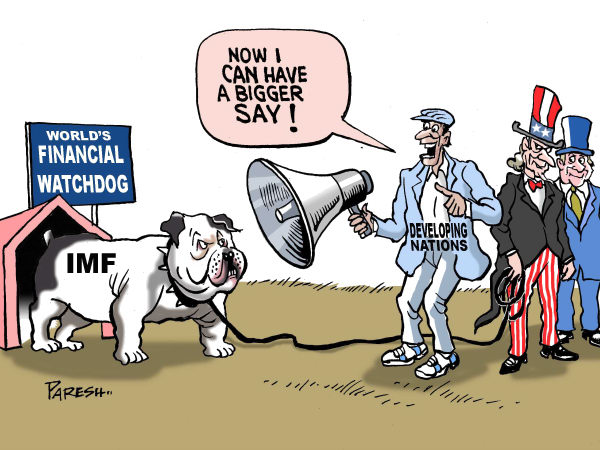 NOW I
CAN HAVE
A BIGGER
SAY!
WORLD'S
FINANCIAL
WATCHDOG
IMF
DEVELOPING
NATIONS
PARESH